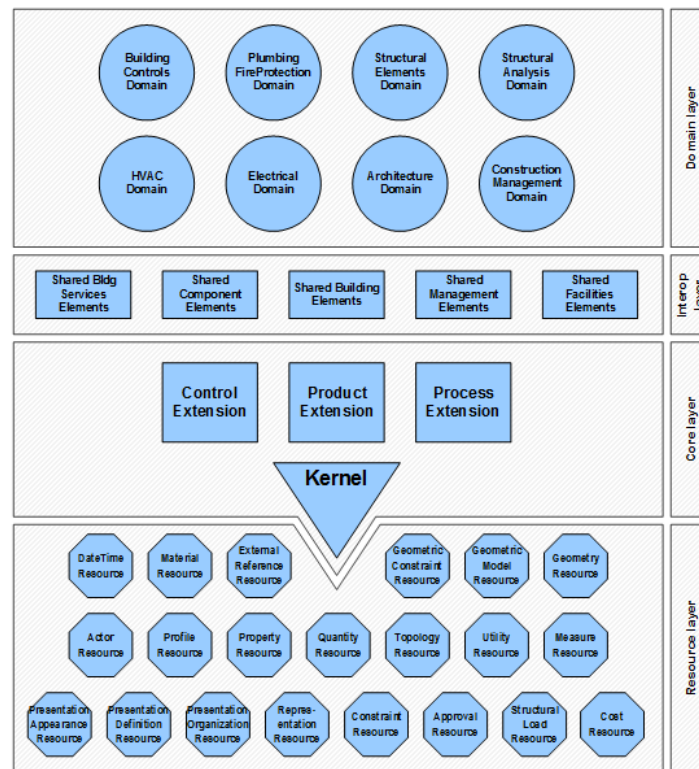 Building
Controls
Domain
Plumbing
FireProtection
Domain
Structural
Elements
Domain
Structural
Analysis
Domain
HVAC
Domain
Electrical
Domain
Architecture
Domain
Construction
Management
Domain
Domain layer
Shared Bldg
Services
Elements
Shared
Component
Elements
Shared Building
Elements
Shared
Management
Elements
Shared
Facilities
Elements
Interop
layer
Control
Extension
Product
Extension
Process
Extension
Kernel
Core layer
DateTime
Resource
Material
Resource
External
Reference
Resource
Geometric
Constraint
Resource
Geometric
Model
Resource
Geometry
Resource
Actor
Resource
Profile
Resource
Property
Resource
Quantity
Resource
Topology
Resource
Utility
Resource
Measure
Resource
Presentation
Appearance
Resource
Presentation
Definition
Resource
Presentation
Organization
Resource
Repres-
entation
Resource
Constraint
Resource
Approval
Resource
Structural
Load
Resource
Cost
Resource
Resource layer